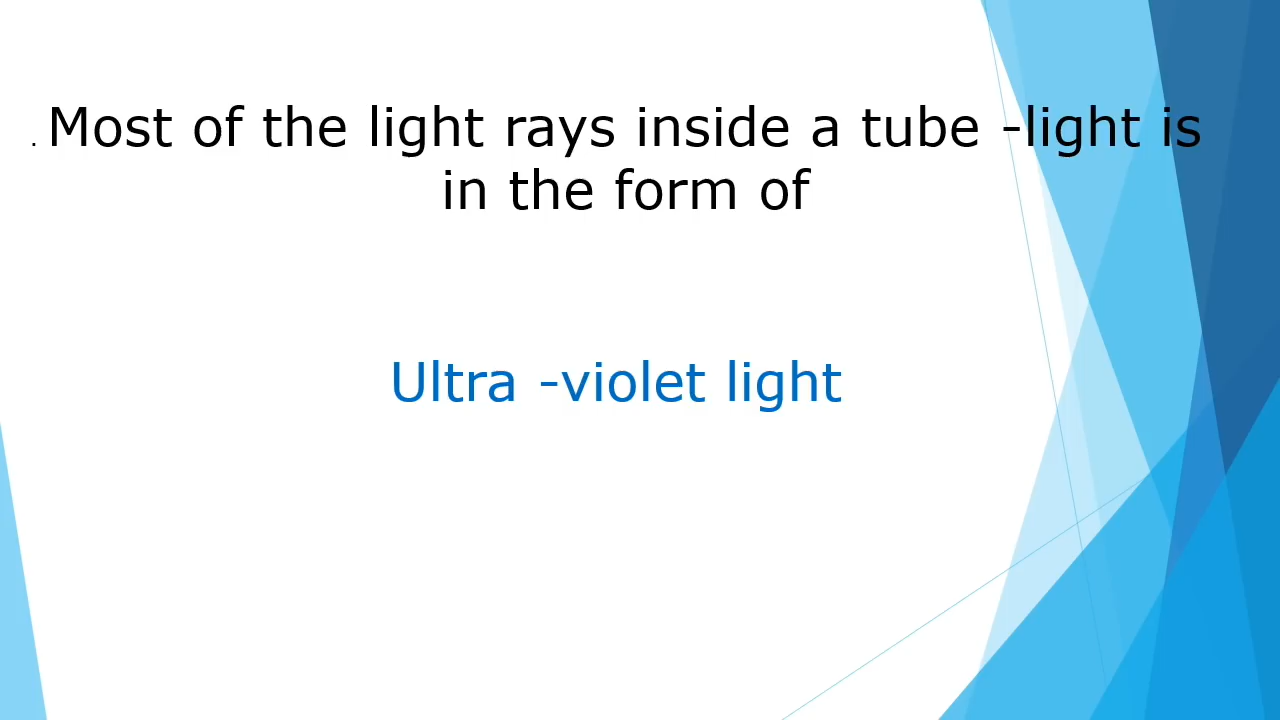 . Most of the light rays inside a tube -light is
in the form of
Ultra -violet light